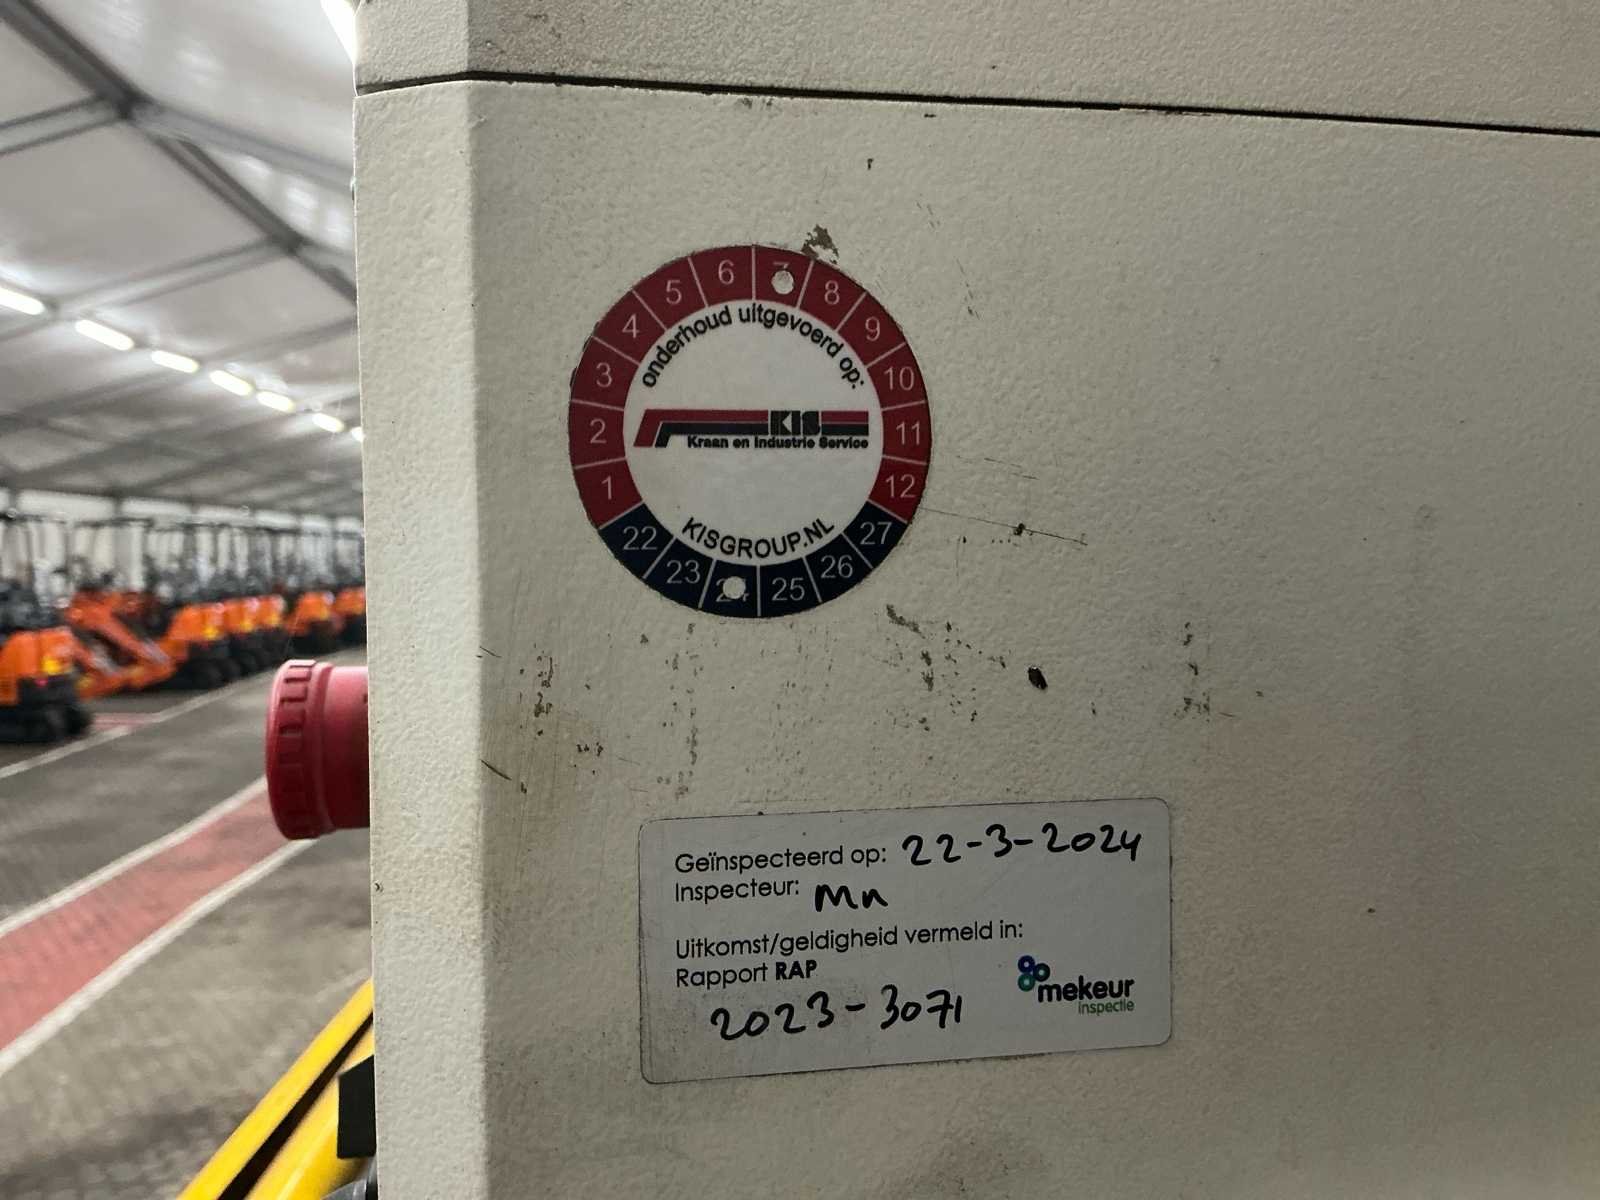 1 2 3 4 5 6 7 8 9 10 11 12
onderhoud uitgevoerd op:
KIS
Kraan en Industrie Service
KISGROUP.NL
22 23 24 25 26 27
Geïnspecteerd op: 22-3-2024
Inspecteur: Mn
Uitkomst/geldigheid vermeld in:
Rapport RAP
2023-3071
mekeur
inspectie